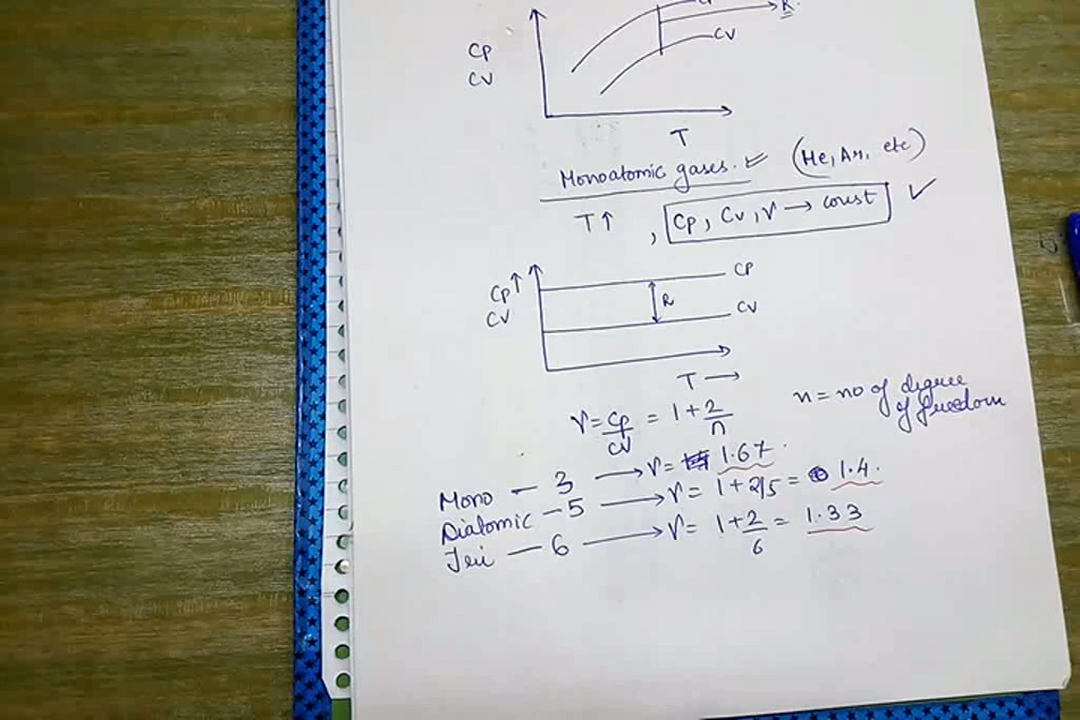 Cp
Cv
Cp
R
Cv
T
Monoatomic gases. (He, Ar, etc)
T↑ , Cp, Cv, γ → const ✓
Cp↑
Cv
Cp
R
Cv
T →
γ = Cp/Cv = 1 + 2/n
n = no of degree of freedom
Mono - 3 → γ = 1.67
Diatomic - 5 → γ = 1 + 2/5 = 1.4.
Tri - 6 → γ = 1 + 2/6 = 1.33